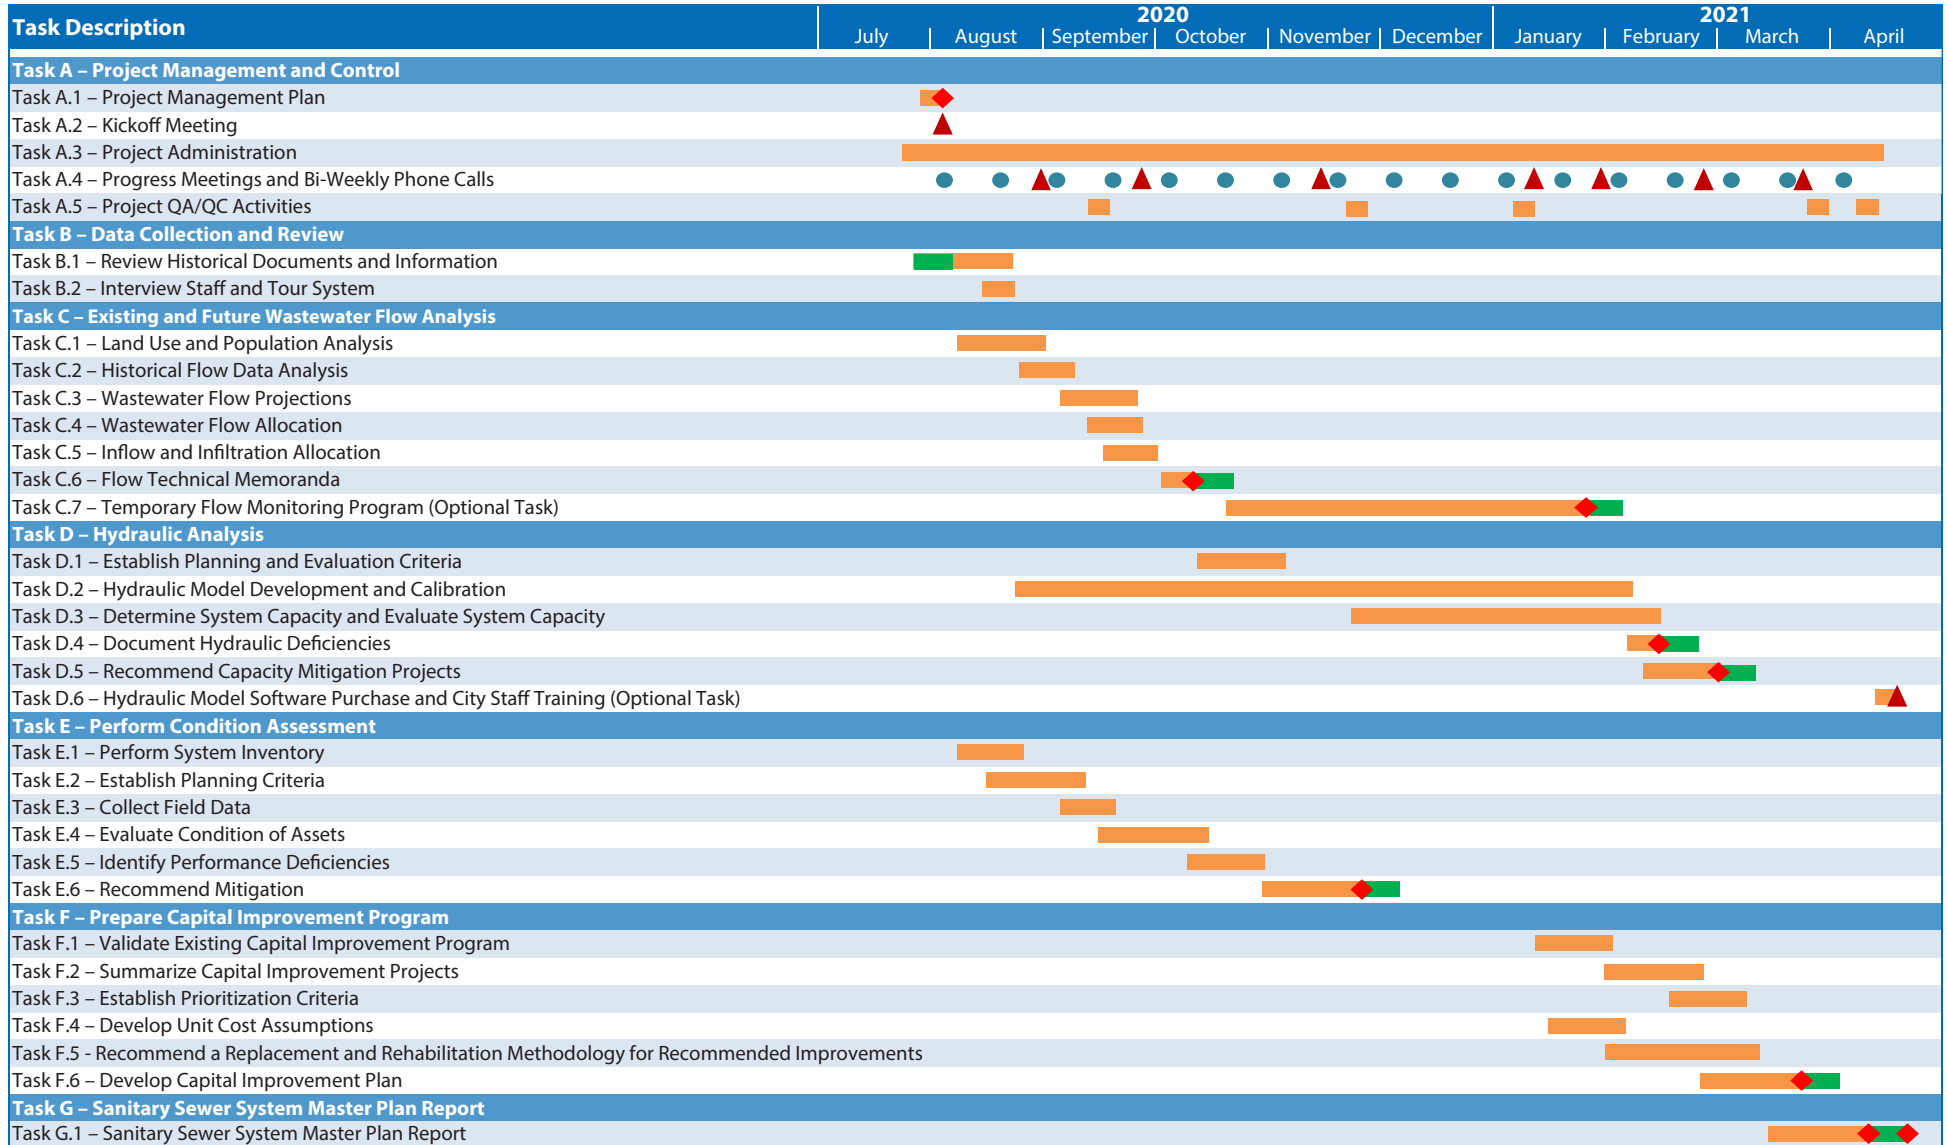 Task Description
2020
2021
July August September October November December January February March April
Task A – Project Management and Control
Task A.1 – Project Management Plan
Task A.2 – Kickoff Meeting
Task A.3 – Project Administration
Task A.4 – Progress Meetings and Bi-Weekly Phone Calls
Task A.5 – Project QA/QC Activities
Task B – Data Collection and Review
Task B.1 – Review Historical Documents and Information
Task B.2 – Interview Staff and Tour System
Task C – Existing and Future Wastewater Flow Analysis
Task C.1 – Land Use and Population Analysis
Task C.2 – Historical Flow Data Analysis
Task C.3 – Wastewater Flow Projections
Task C.4 – Wastewater Flow Allocation
Task C.5 – Inflow and Infiltration Allocation
Task C.6 – Flow Technical Memoranda
Task C.7 – Temporary Flow Monitoring Program (Optional Task)
Task D – Hydraulic Analysis
Task D.1 – Establish Planning and Evaluation Criteria
Task D.2 – Hydraulic Model Development and Calibration
Task D.3 – Determine System Capacity and Evaluate System Capacity
Task D.4 – Document Hydraulic Deficiencies
Task D.5 – Recommend Capacity Mitigation Projects
Task D.6 – Hydraulic Model Software Purchase and City Staff Training (Optional Task)
Task E – Perform Condition Assessment
Task E.1 – Perform System Inventory
Task E.2 – Establish Planning Criteria
Task E.3 – Collect Field Data
Task E.4 – Evaluate Condition of Assets
Task E.5 – Identify Performance Deficiencies
Task E.6 – Recommend Mitigation
Task F – Prepare Capital Improvement Program
Task F.1 – Validate Existing Capital Improvement Program
Task F.2 – Summarize Capital Improvement Projects
Task F.3 – Establish Prioritization Criteria
Task F.4 – Develop Unit Cost Assumptions
Task F.5 - Recommend a Replacement and Rehabilitation Methodology for Recommended Improvements
Task F.6 – Develop Capital Improvement Plan
Task G – Sanitary Sewer System Master Plan Report
Task G.1 – Sanitary Sewer System Master Plan Report